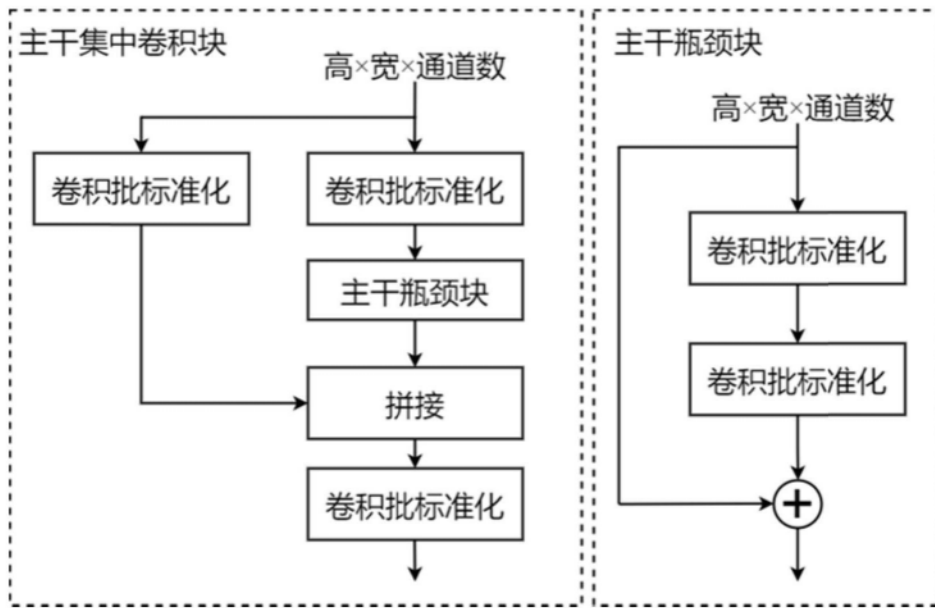 主干集中卷积块
高×宽×通道数
卷积批标准化
卷积批标准化
主干瓶颈块
拼接
卷积批标准化
主干瓶颈块
高×宽×通道数
卷积批标准化
卷积批标准化
+